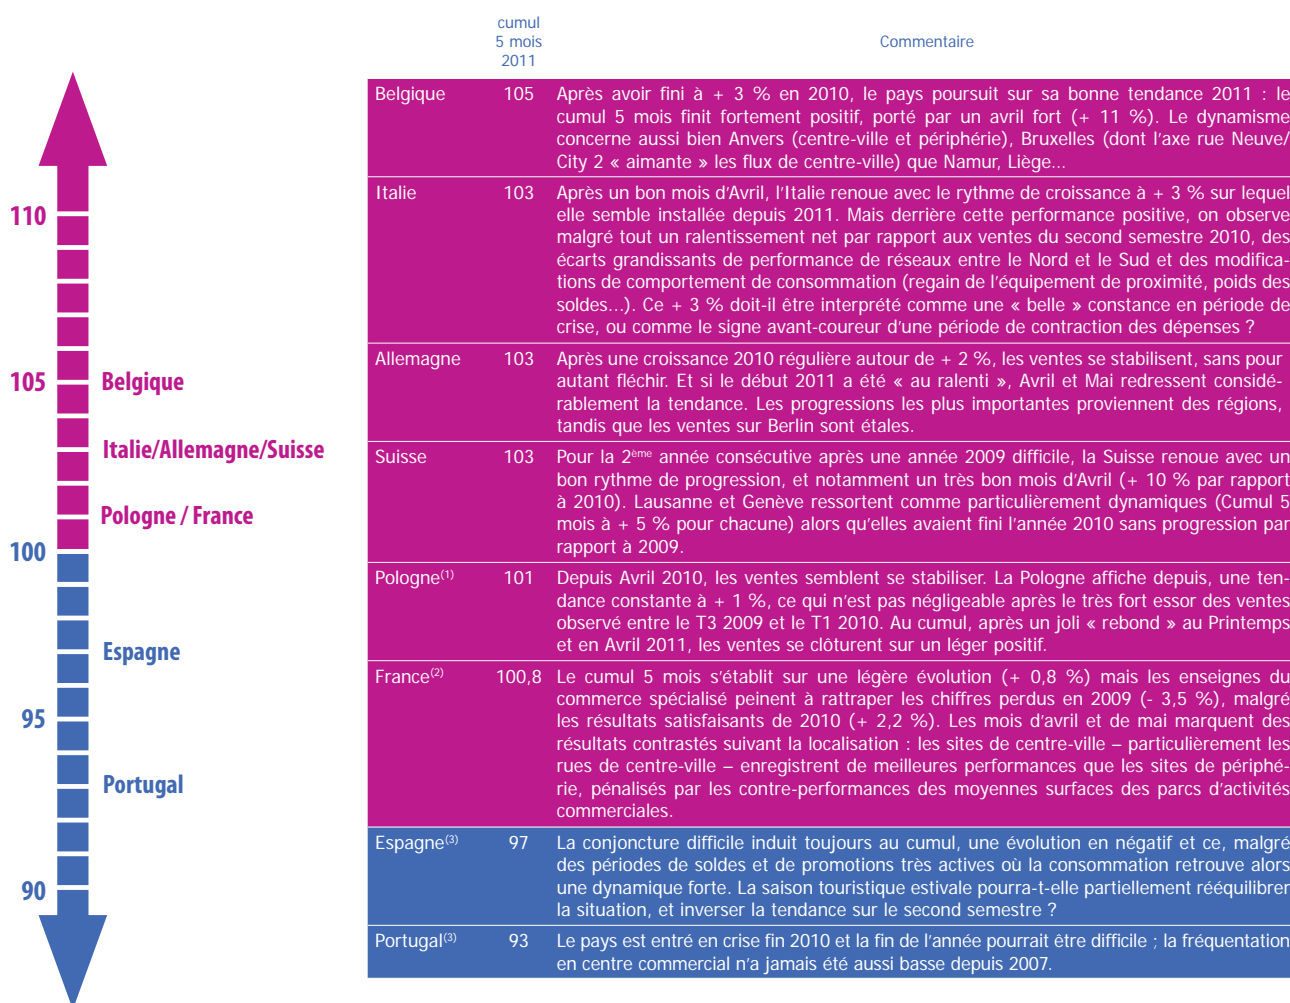 cumul
5 mois
2011
Commentaire
110
105
100
95
90
Belgique
Italie/Allemagne/Suisse
Pologne / France
Espagne
Portugal
Belgique 105 Après avoir fini à + 3 % en 2010, le pays poursuit sur sa bonne tendance 2011 : le
cumul 5 mois finit fortement positif, porté par un avril fort (+ 11 %). Le dynamisme
concerne aussi bien Anvers (centre-ville et périphérie), Bruxelles (dont l'axe rue Neuve/
City 2 « aimante » les flux de centre-ville) que Namur, Liège...
Italie 103 Après un bon mois d'Avril, l'Italie renoue avec le rythme de croissance à + 3 % sur lequel
elle semble installée depuis 2011. Mais derrière cette performance positive, on observe
malgré tout un ralentissement net par rapport aux ventes du second semestre 2010, des
écarts grandissants de performance de réseaux entre le Nord et le Sud et des modifica-
tions de comportement de consommation (regain de l'équipement de proximité, poids des
soldes...). Ce + 3 % doit-il être interprété comme une « belle » constance en période de
crise, ou comme le signe avant-coureur d'une période de contraction des dépenses ?
Allemagne 103 Après une croissance 2010 régulière autour de + 2 %, les ventes se stabilisent, sans pour
autant fléchir. Et si le début 2011 a été « au ralenti », Avril et Mai redressent considé-
rablement la tendance. Les progressions les plus importantes proviennent des régions,
tandis que les ventes sur Berlin sont étales.
Suisse 103 Pour la 2ème année consécutive après une année 2009 difficile, la Suisse renoue avec un
bon rythme de progression, et notamment un très bon mois d'Avril (+ 10 % par rapport
à 2010). Lausanne et Genève ressortent comme particulièrement dynamiques (Cumul 5
mois à + 5 % pour chacune) alors qu'elles avaient fini l'année 2010 sans progression par
rapport à 2009.
Pologne(1) 101 Depuis Avril 2010, les ventes semblent se stabiliser. La Pologne affiche depuis, une ten-
dance constante à + 1 %, ce qui n'est pas négligeable après le très fort essor des ventes
observé entre le T3 2009 et le T1 2010. Au cumul, après un joli « rebond » au Printemps
et en Avril 2011, les ventes se clôturent sur un léger positif.
France(2) 100,8 Le cumul 5 mois s'établit sur une légère évolution (+ 0,8 %) mais les enseignes du
commerce spécialisé peinent à rattraper les chiffres perdus en 2009 (- 3,5 %), malgré
les résultats satisfaisants de 2010 (+ 2,2 %). Les mois d'avril et de mai marquent des
résultats contrastés suivant la localisation : les sites de centre-ville – particulièrement les
rues de centre-ville – enregistrent de meilleures performances que les sites de périphé-
rie, pénalisés par les contre-performances des moyennes surfaces des parcs d'activités
commerciales.
Espagne(3) 97 La conjoncture difficile induit toujours au cumul, une évolution en négatif et ce, malgré
des périodes de soldes et de promotions très actives où la consommation retrouve alors
une dynamique forte. La saison touristique estivale pourra-t-elle partiellement rééquilibrer
la situation, et inverser la tendance sur le second semestre ?
Portugal(3) 93 Le pays est entré en crise fin 2010 et la fin de l'année pourrait être difficile ; la fréquentation
en centre commercial n'a jamais été aussi basse depuis 2007.